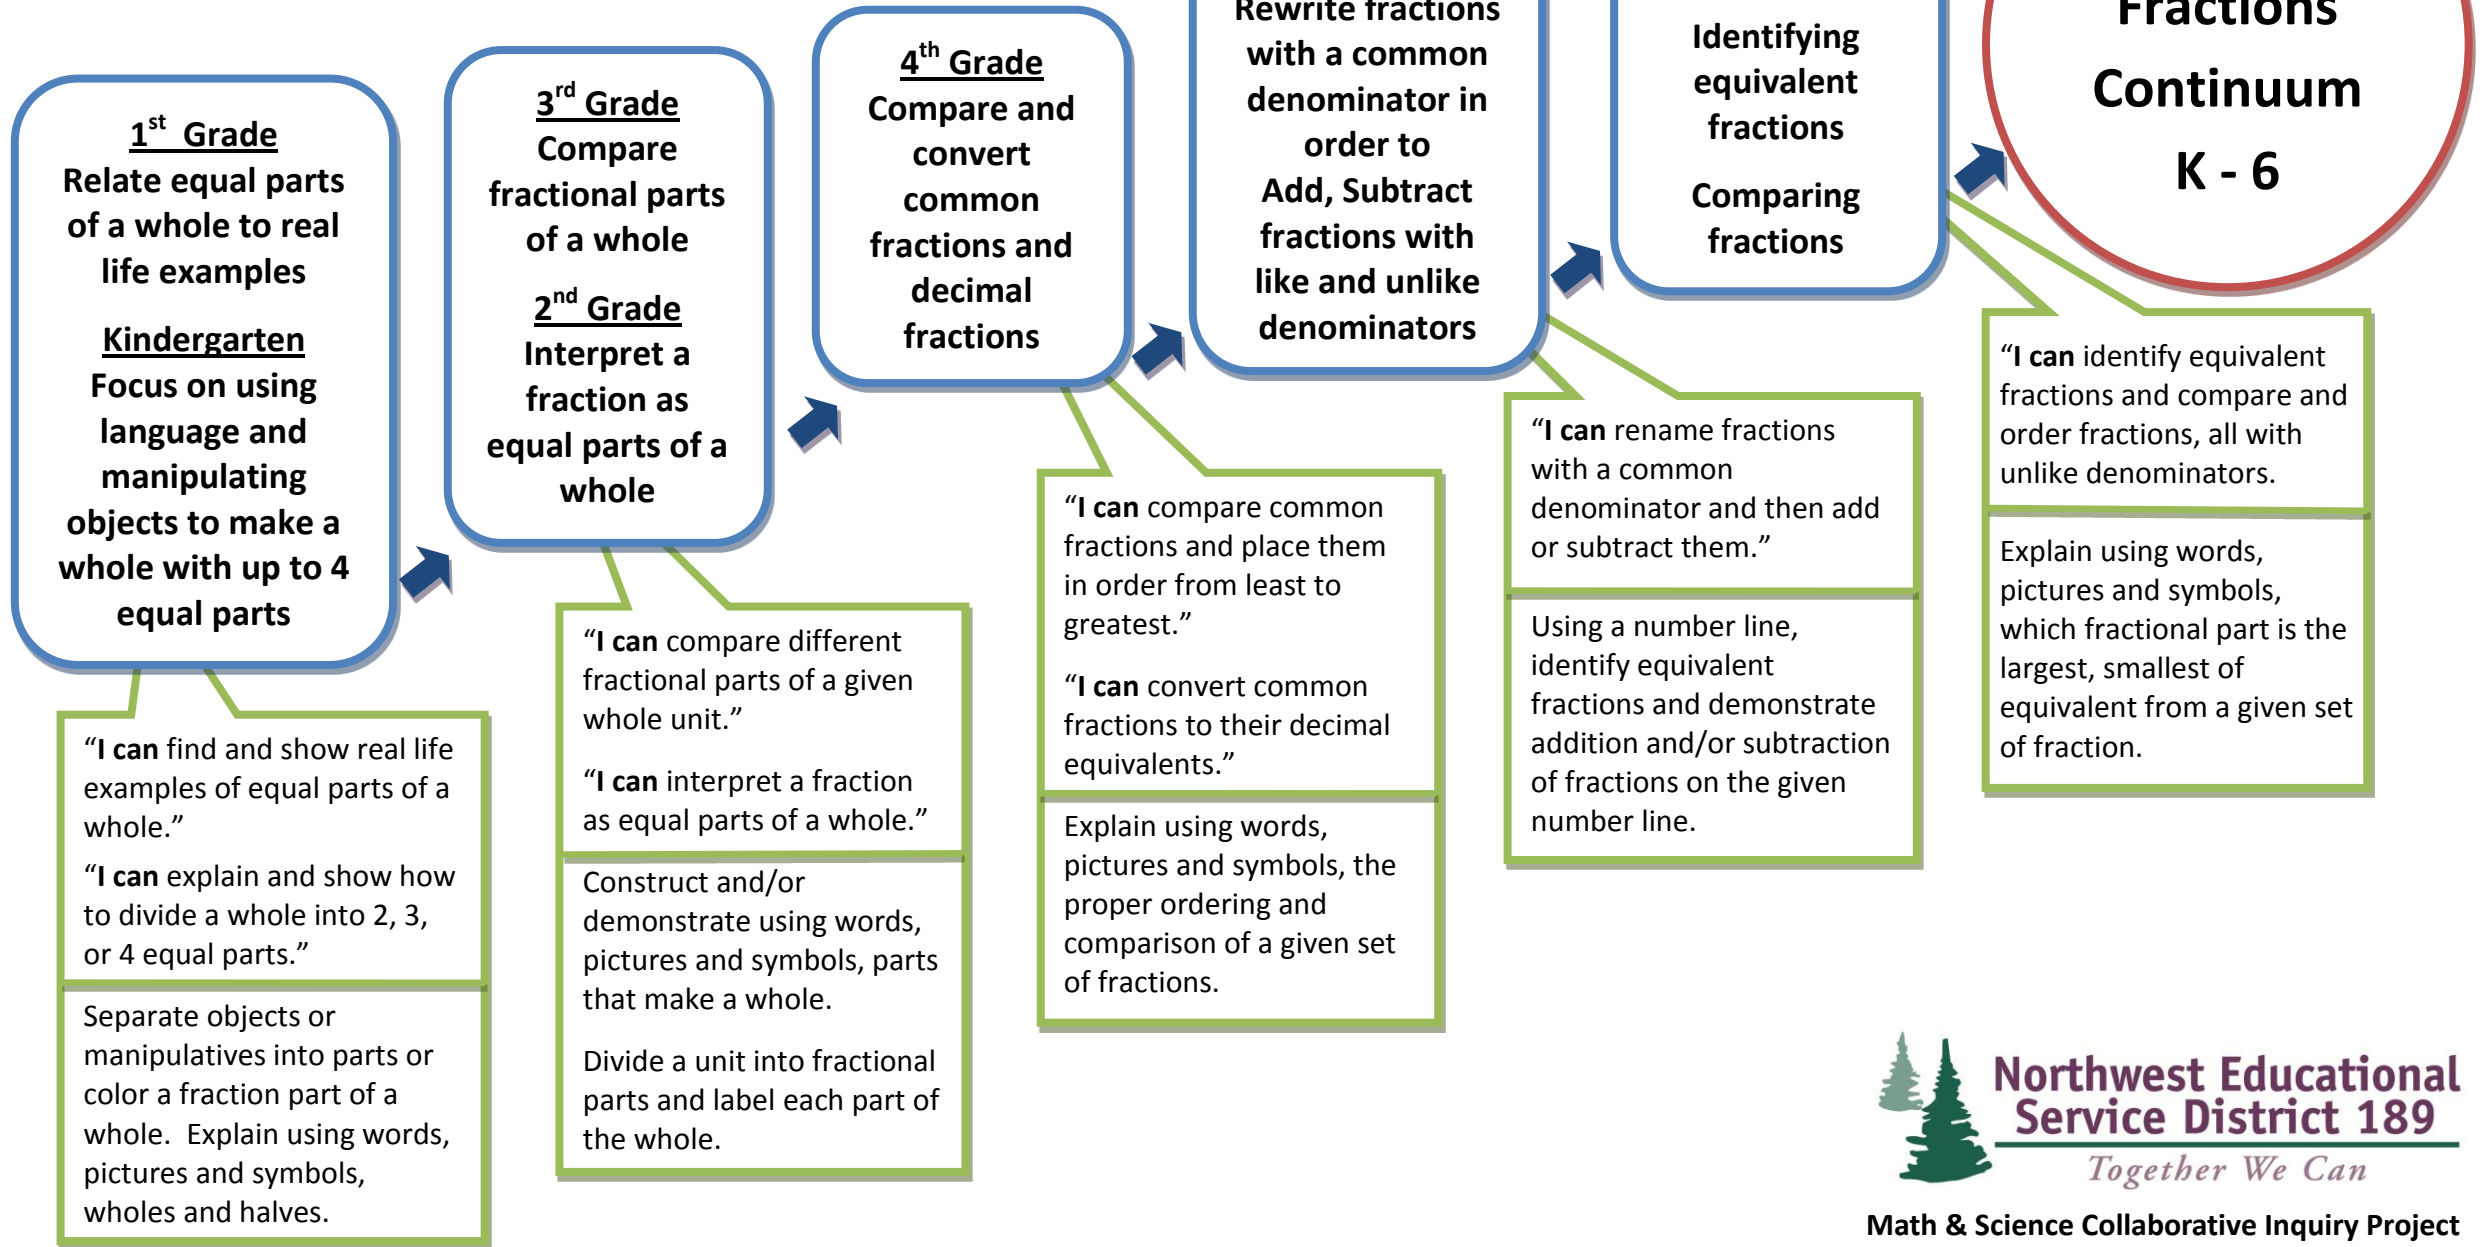 1st Grade
Relate equal parts
of a whole to real
life examples
Kindergarten
Focus on using
language and
manipulating
objects to make a
whole with up to 4
equal parts
“I can find and show real life
examples of equal parts of a
whole.”
“I can explain and show how
to divide a whole into 2, 3,
or 4 equal parts.”
Separate objects or
manipulatives into parts or
color a fraction part of a
whole. Explain using words,
pictures and symbols,
wholes and halves.
3rd Grade
Compare
fractional parts
of a whole
2nd Grade
Interpret a
fraction as
equal parts of a
whole
“I can compare different
fractional parts of a given
whole unit.”
“I can interpret a fraction
as equal parts of a whole.”
Construct and/or
demonstrate using words,
pictures and symbols, parts
that make a whole.
Divide a unit into fractional
parts and label each part of
the whole.
4th Grade
Compare and
convert
common
fractions and
decimal
fractions
“I can compare common
fractions and place them
in order from least to
greatest.”
“I can convert common
fractions to their decimal
equivalents.”
Explain using words,
pictures and symbols, the
proper ordering and
comparison of a given set
of fractions.
Rewrite fractions
with a common
denominator in
order to
Add, Subtract
fractions with
like and unlike
denominators
“I can rename fractions
with a common
denominator and then add
or subtract them.”
Using a number line,
identify equivalent
fractions and demonstrate
addition and/or subtraction
of fractions on the given
number line.
Identifying
equivalent
fractions
Comparing
fractions
“I can identify equivalent
fractions and compare and
order fractions, all with
unlike denominators.
Explain using words,
pictures and symbols,
which fractional part is the
largest, smallest of
equivalent from a given set
of fraction.
Fractions
Continuum
K - 6
Northwest Educational
Service District 189
Together We Can
Math & Science Collaborative Inquiry Project